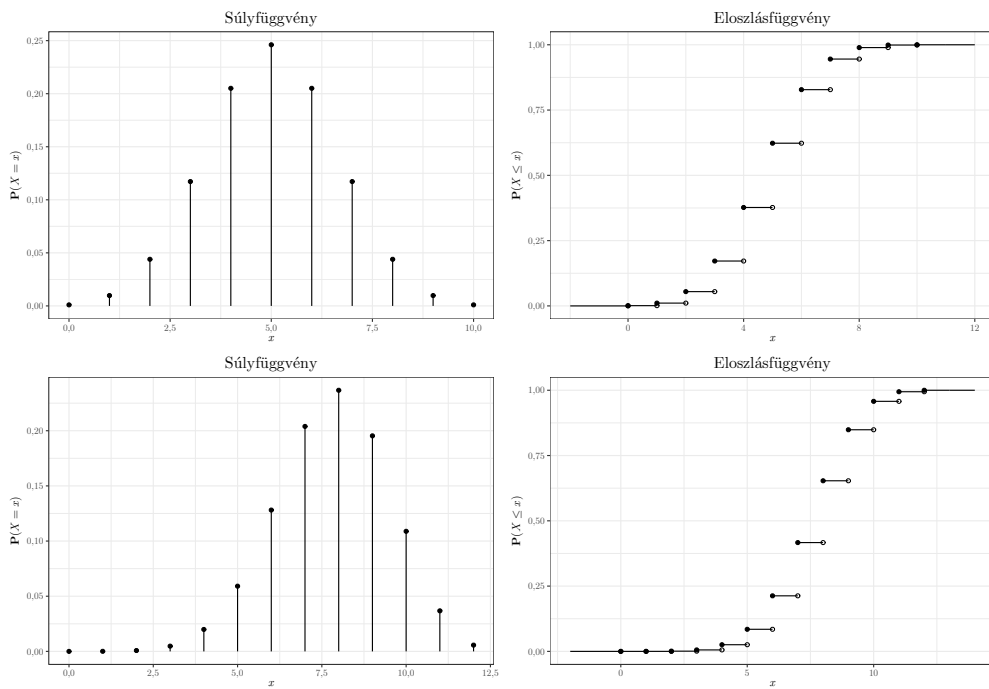 Súlyfüggvény
0,25
0,20
0,15
0,10
0,05
0,00
P(X = x)
0,0 2,5 5,0 7,5 10,0
x
Eloszlásfüggvény
1,00
0,75
0,50
0,25
0,00
P(X ≤ x)
0 4 8 12
x
Súlyfüggvény
0,20
0,15
0,10
0,05
0,00
P(X = x)
0,0 2,5 5,0 7,5 10,0 12,5
x
Eloszlásfüggvény
1,00
0,75
0,50
0,25
0,00
P(X ≤ x)
0 5 10
x